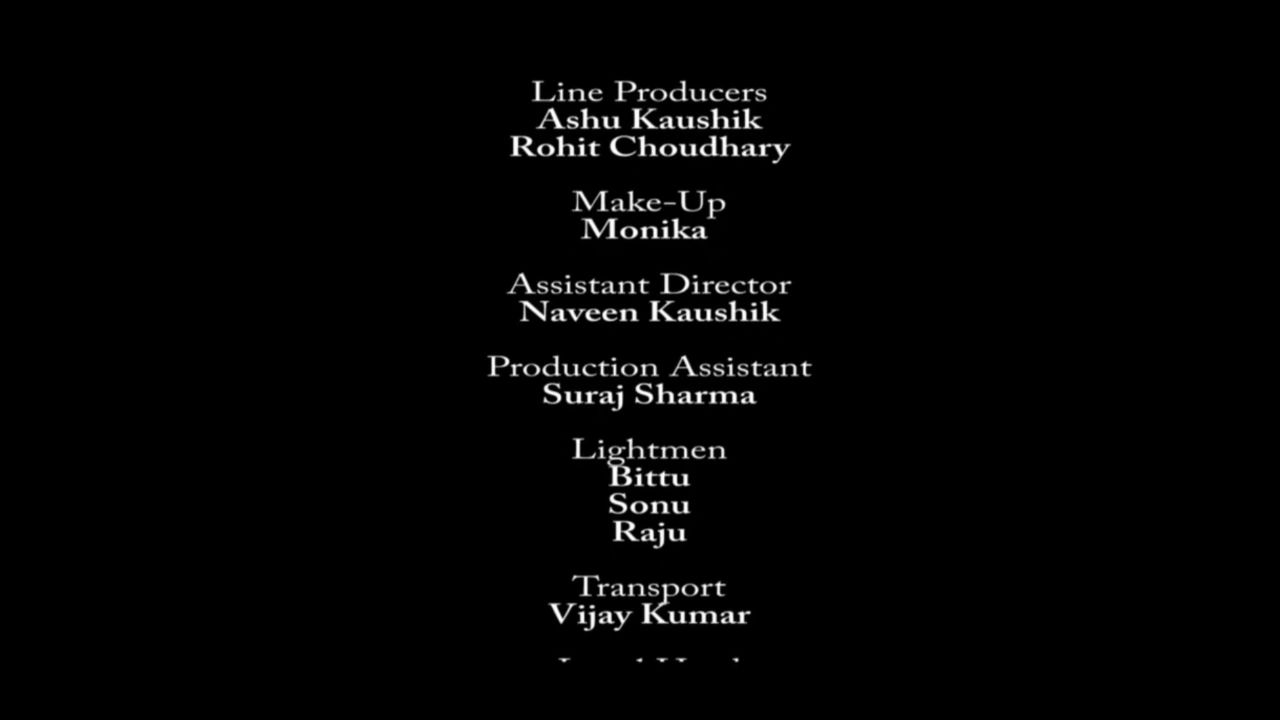 Line Producers
Ashu Kaushik
Rohit Choudhary
Make-Up
Monika
Assistant Director
Naveen Kaushik
Production Assistant
Suraj Sharma
Lightmen
Bittu
Sonu
Raju
Transport
Vijay Kumar